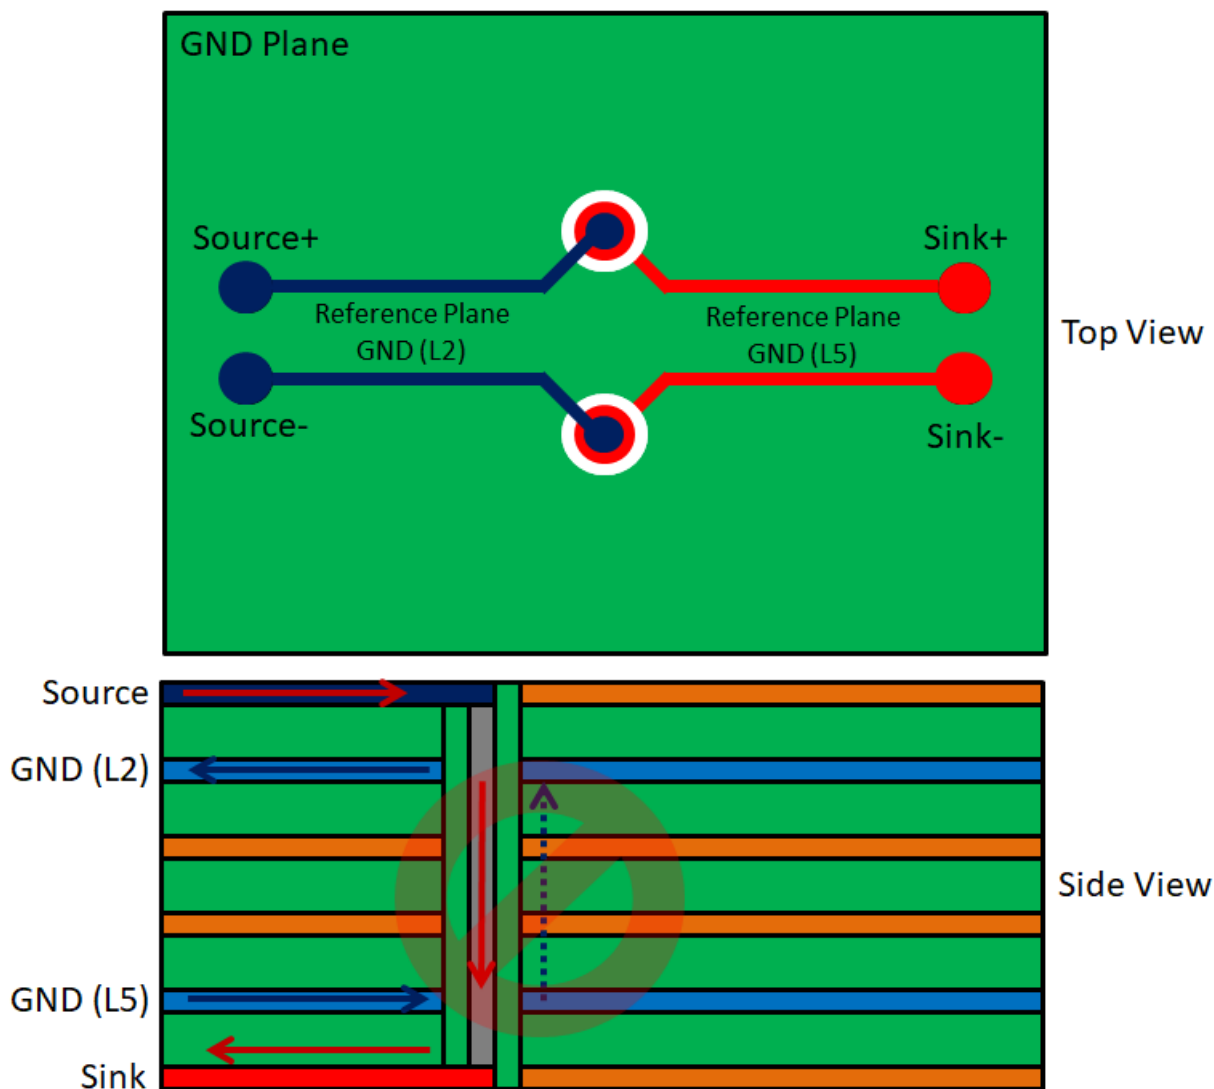 GND Plane
Source+
Sink+
Reference Plane
GND (L2)
Reference Plane
GND (L5)
Top View
Source-
Sink-
Source
GND (L2)
Side View
GND (L5)
Sink